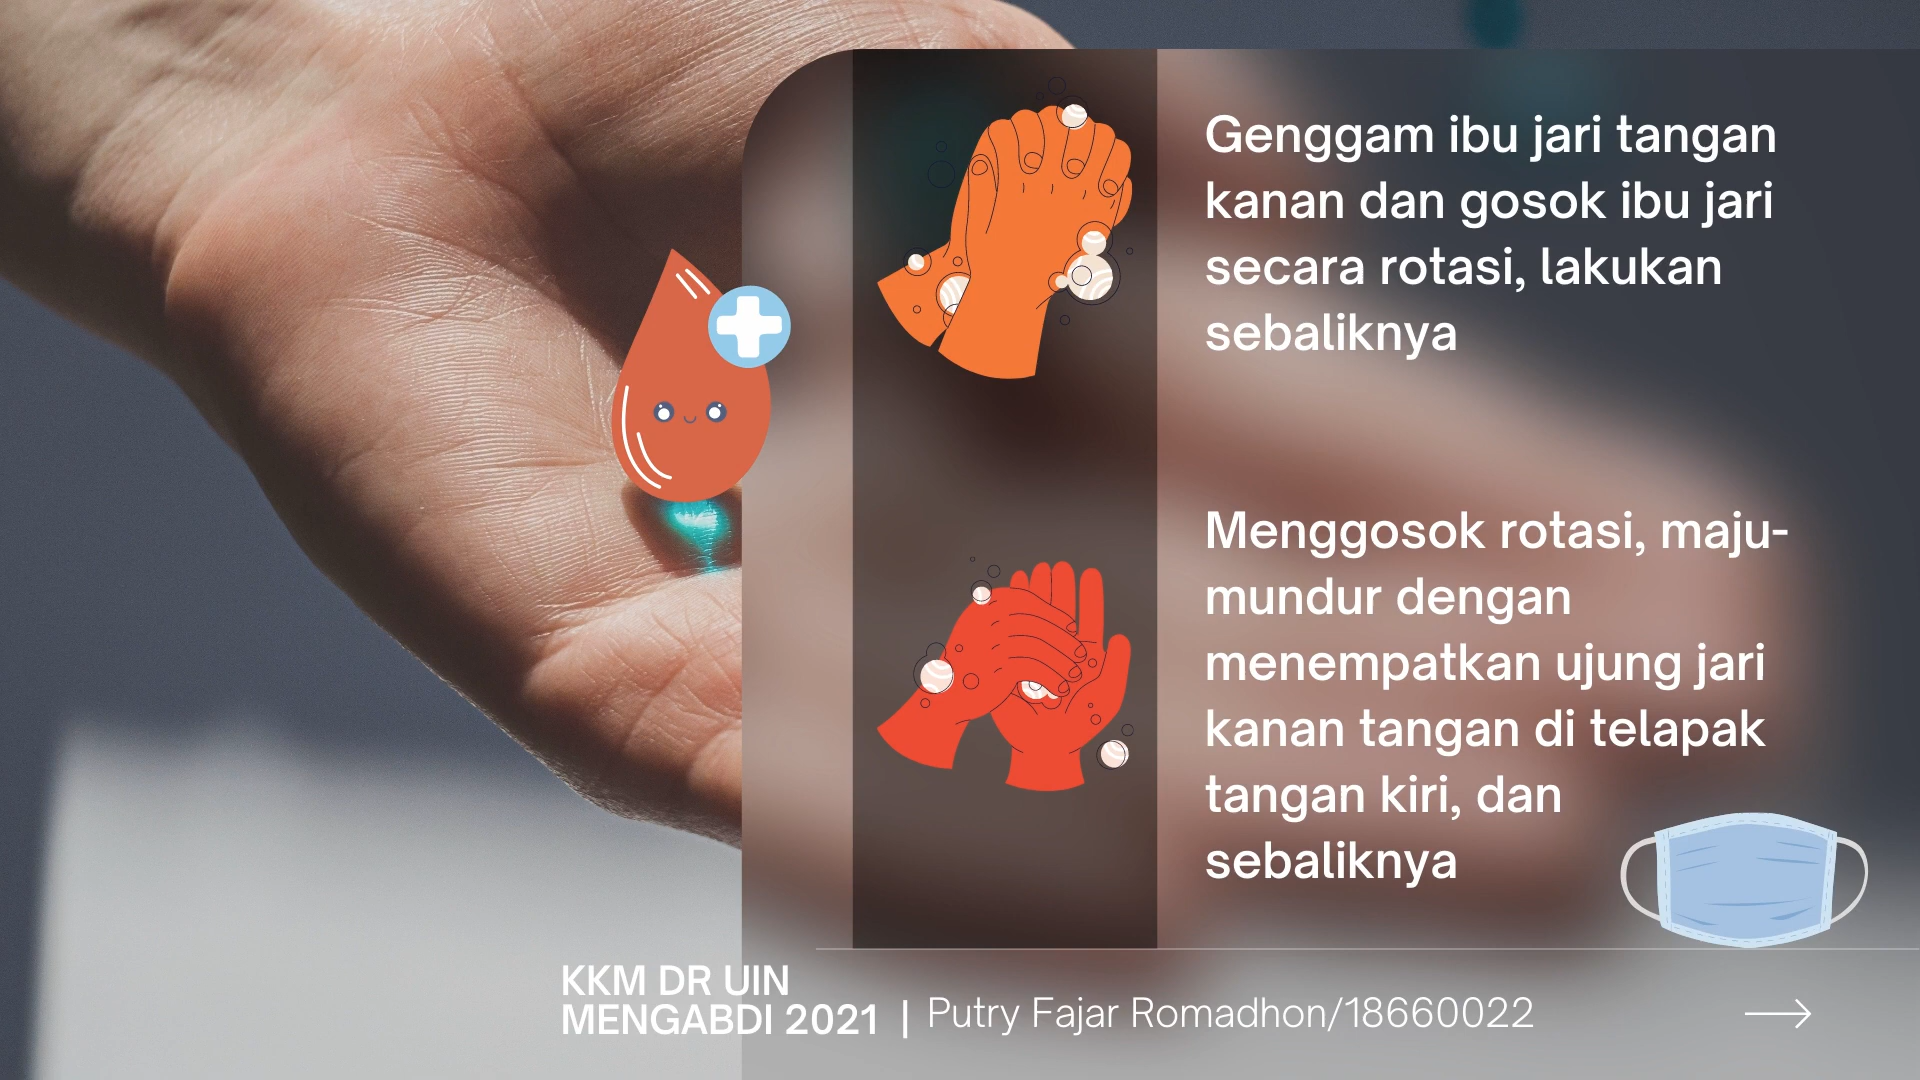 Genggam ibu jari tangan
kanan dan gosok ibu jari
secara rotasi, lakukan
sebaliknya
Menggosok rotasi, maju-
mundur dengan
menempatkan ujung jari
kanan tangan di telapak
tangan kiri, dan
sebaliknya
KKM DR UIN
MENGABDI 2021 | Putry Fajar Romadhon/18660022